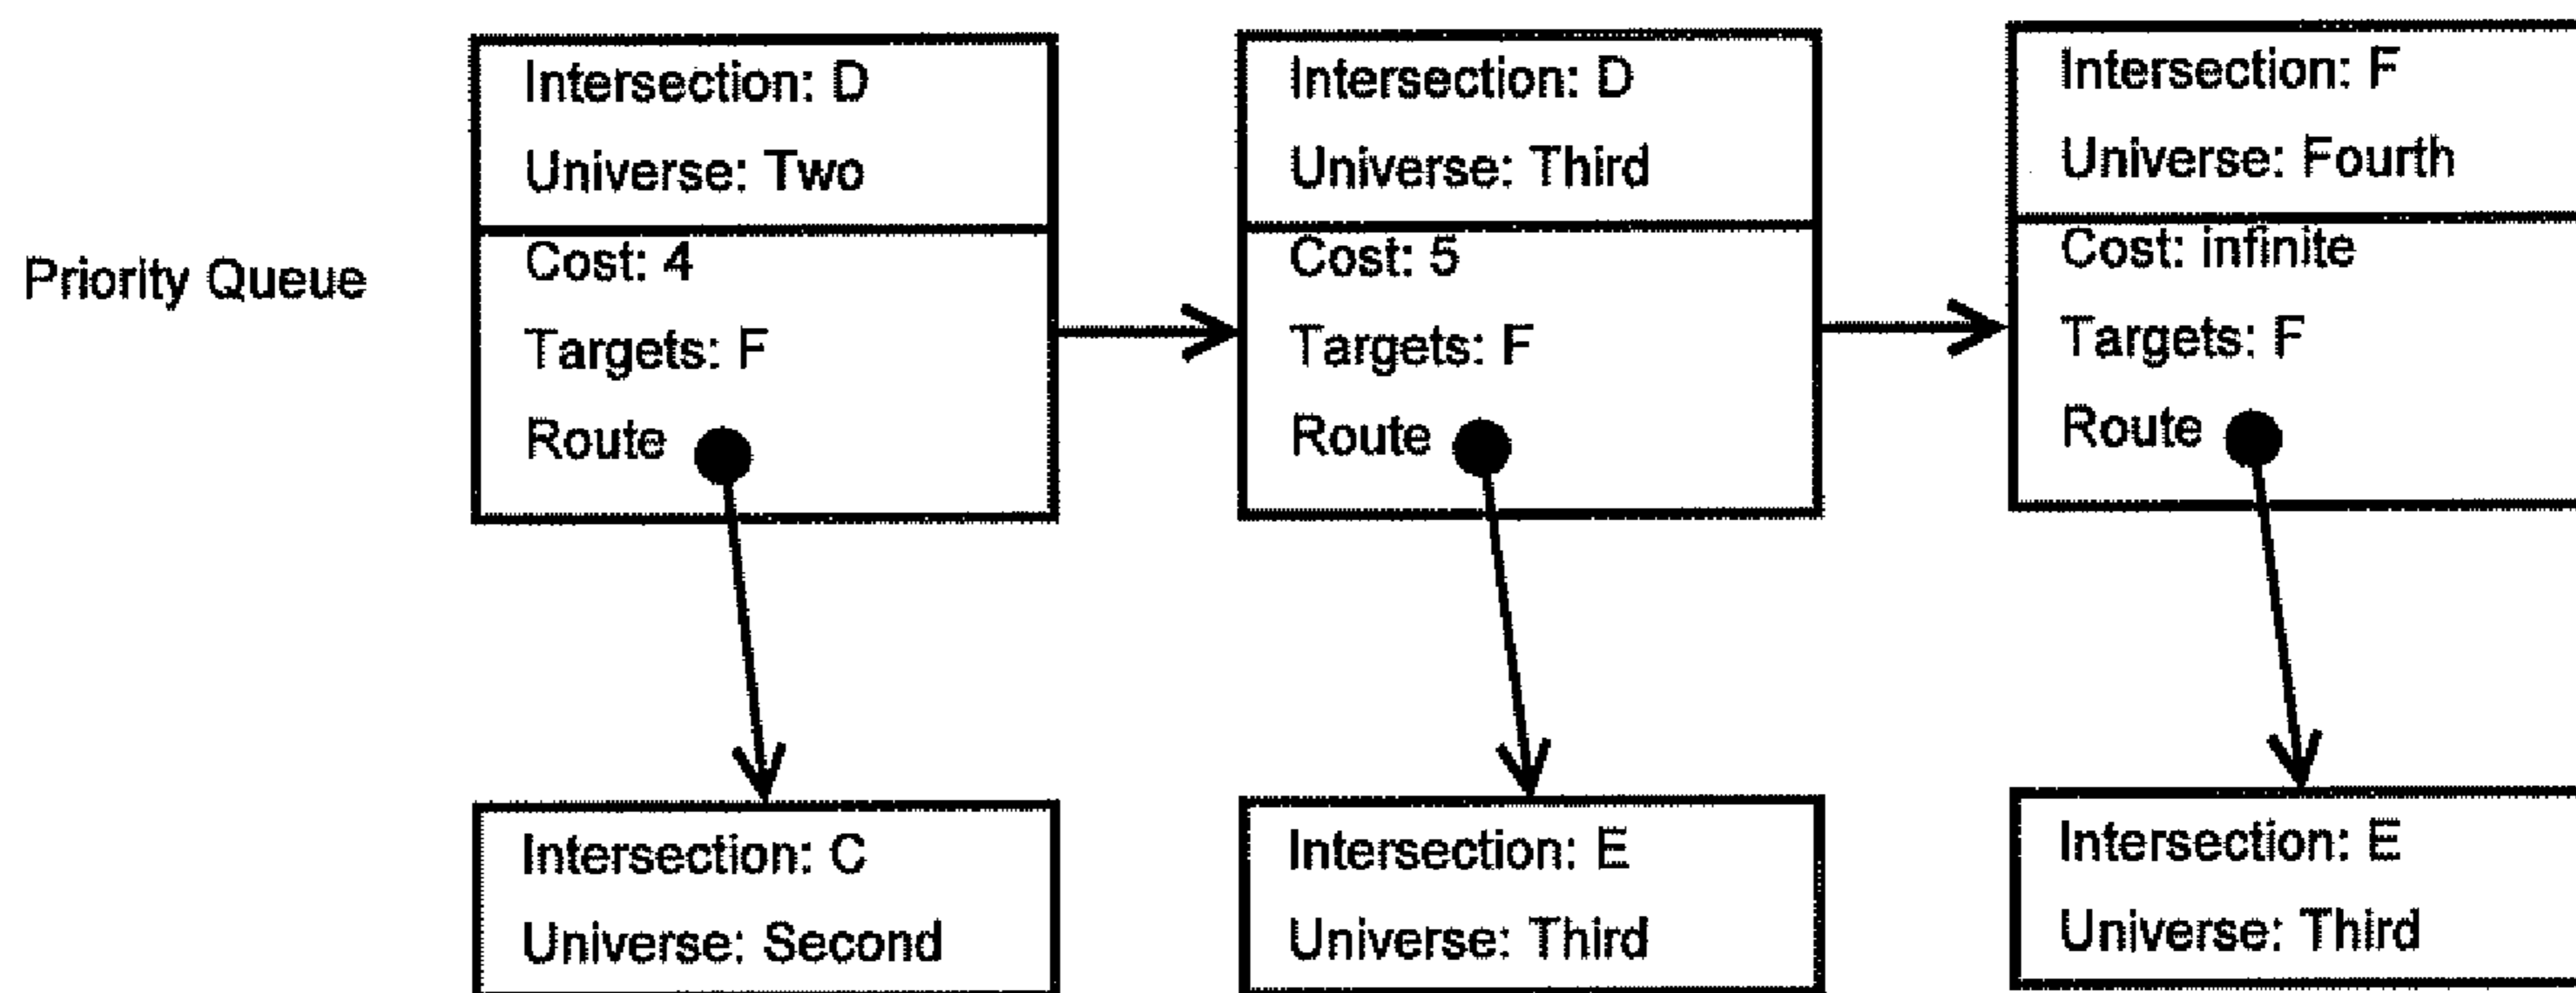 Priority Queue
Intersection: D
Universe: Two
Cost: 4
Targets: F
Route
Intersection: D
Universe: Third
Cost: 5
Targets: F
Route
Intersection: F
Universe: Fourth
Cost: infinite
Targets: F
Route
Intersection: C
Universe: Second
Intersection: E
Universe: Third
Intersection: E
Universe: Third